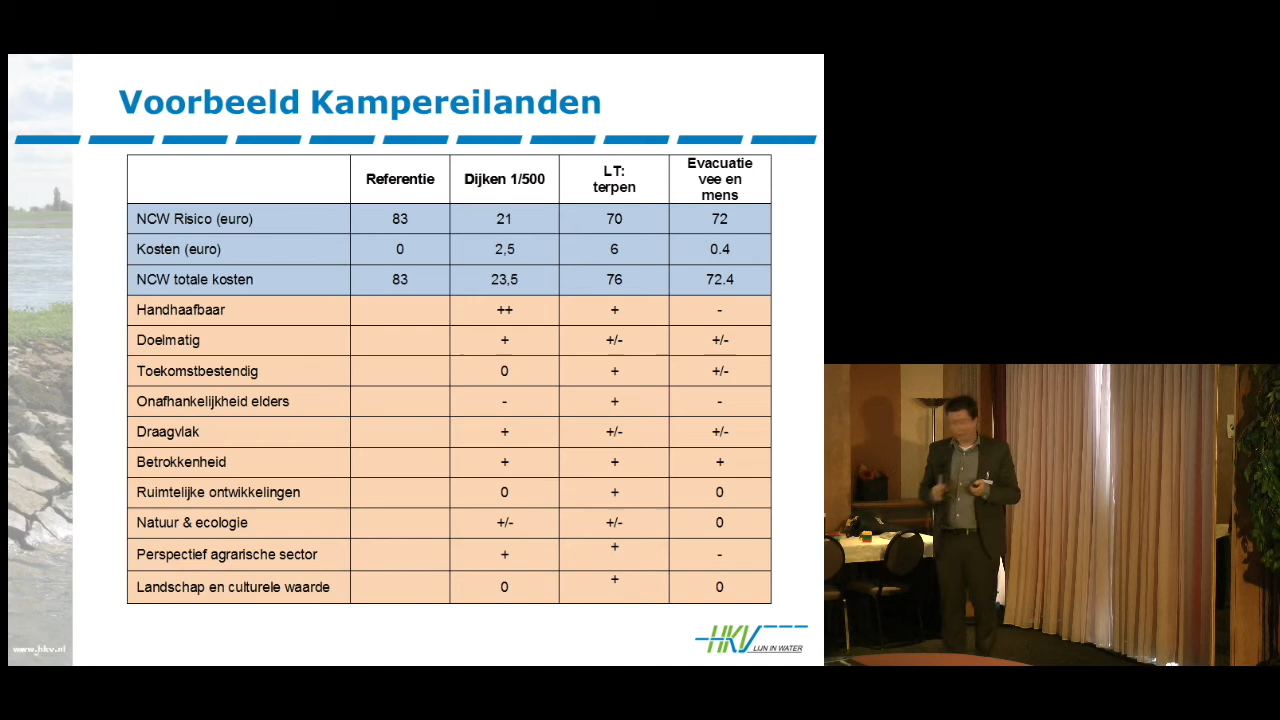 Voorbeeld Kampereilanden
Referentie Dijken 1/500 LT: terpen Evacuatie vee en mens
NCW Risico (euro) 83 21 70 72
Kosten (euro) 0 2,5 6 0.4
NCW totale kosten 83 23,5 76 72.4
Handhaafbaar ++ + -
Doelmatig + +/- +/-
Toekomstbestendig 0 + +/-
Onafhankelijkheid elders - + -
Draagvlak + +/- +/-
Betrokkenheid + + +
Ruimtelijke ontwikkelingen 0 + 0
Natuur & ecologie +/- +/- 0
Perspectief agrarische sector + + -
Landschap en culturele waarde 0 + 0
www.hkv.nl
HKV
LIJN IN WATER